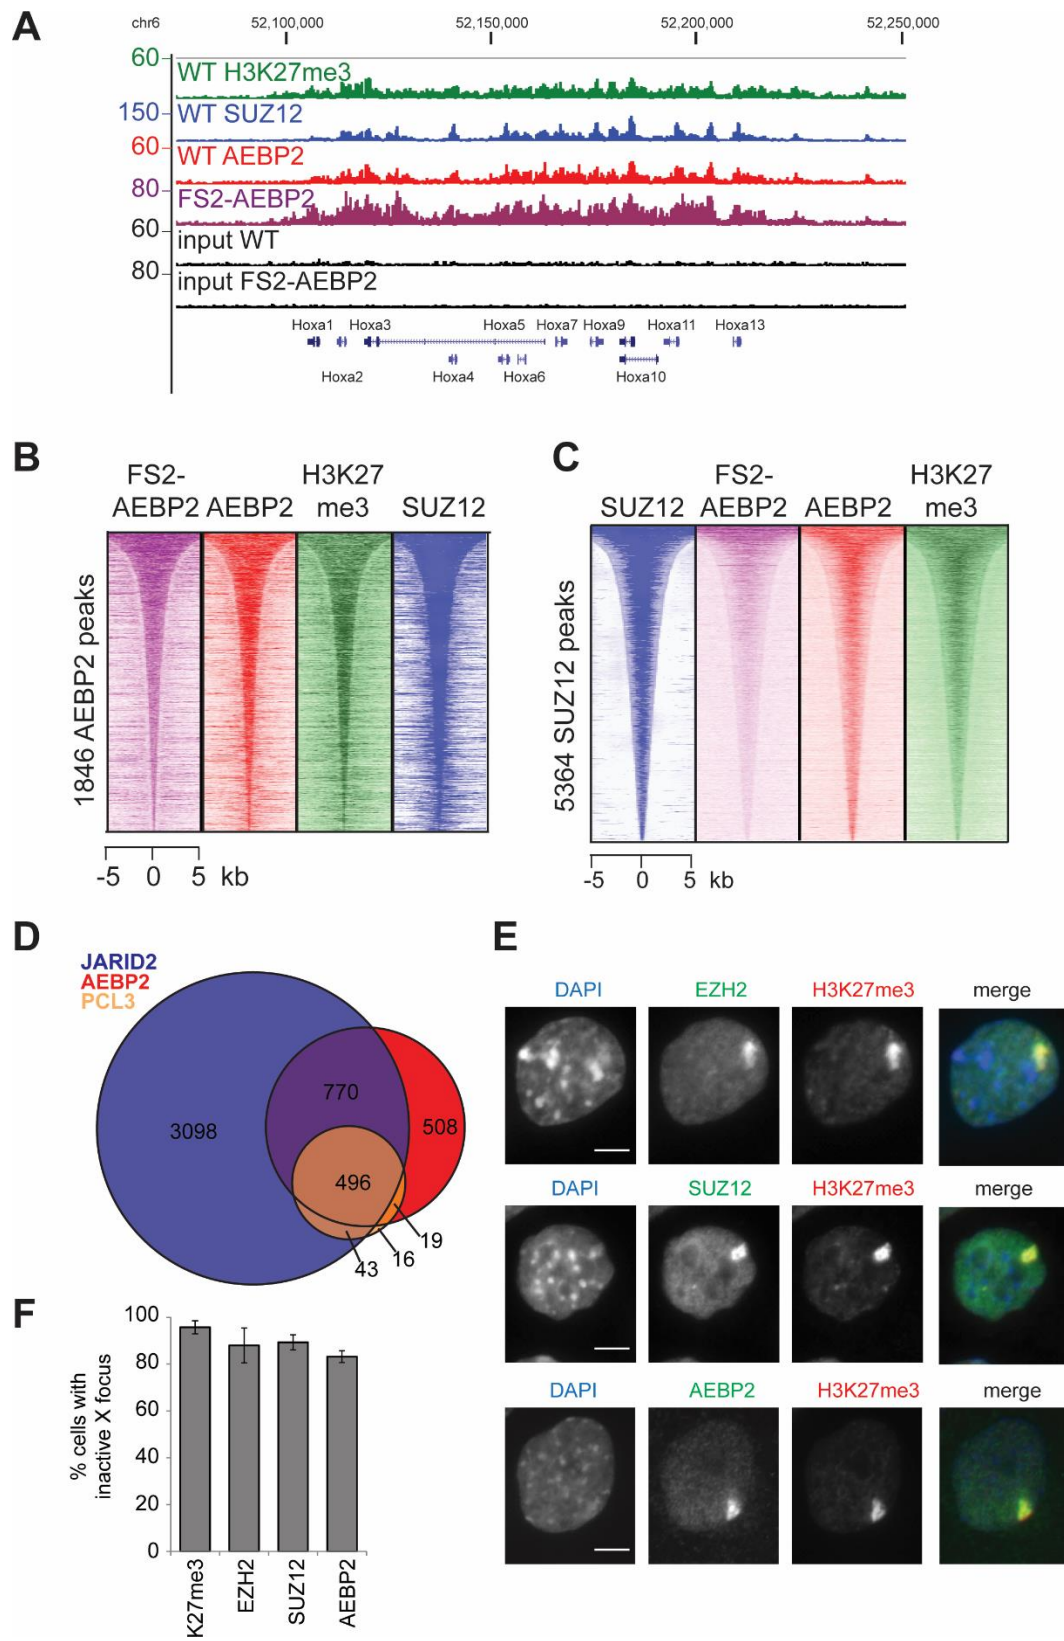 A
chr6 52,100,000 52,150,000 52,200,000 52,250,000
60 WT H3K27me3
150 WT SUZ12
60 WT AEBP2
80 FS2-AEBP2
60 input WT
80 input FS2-AEBP2
Hoxa1 Hoxa3 Hoxa5 Hoxa7 Hoxa9 Hoxa11 Hoxa13
Hoxa2 Hoxa4 Hoxa6 Hoxa10
B
FS2- H3K27
AEBP2 AEBP2 me3 SUZ12
1846 AEBP2 peaks
-5 0 5 kb
C
FS2- H3K27
SUZ12 AEBP2 AEBP2 me3
5364 SUZ12 peaks
-5 0 5 kb
D
JARID2
AEBP2
PCL3
770
3098
508
496
19
16
43
E
DAPI EZH2 H3K27me3 merge
DAPI SUZ12 H3K27me3 merge
DAPI AEBP2 H3K27me3 merge
F
% cells with
inactive X focus
100
80
60
40
20
0
K27me3 EZH2 SUZ12 AEBP2